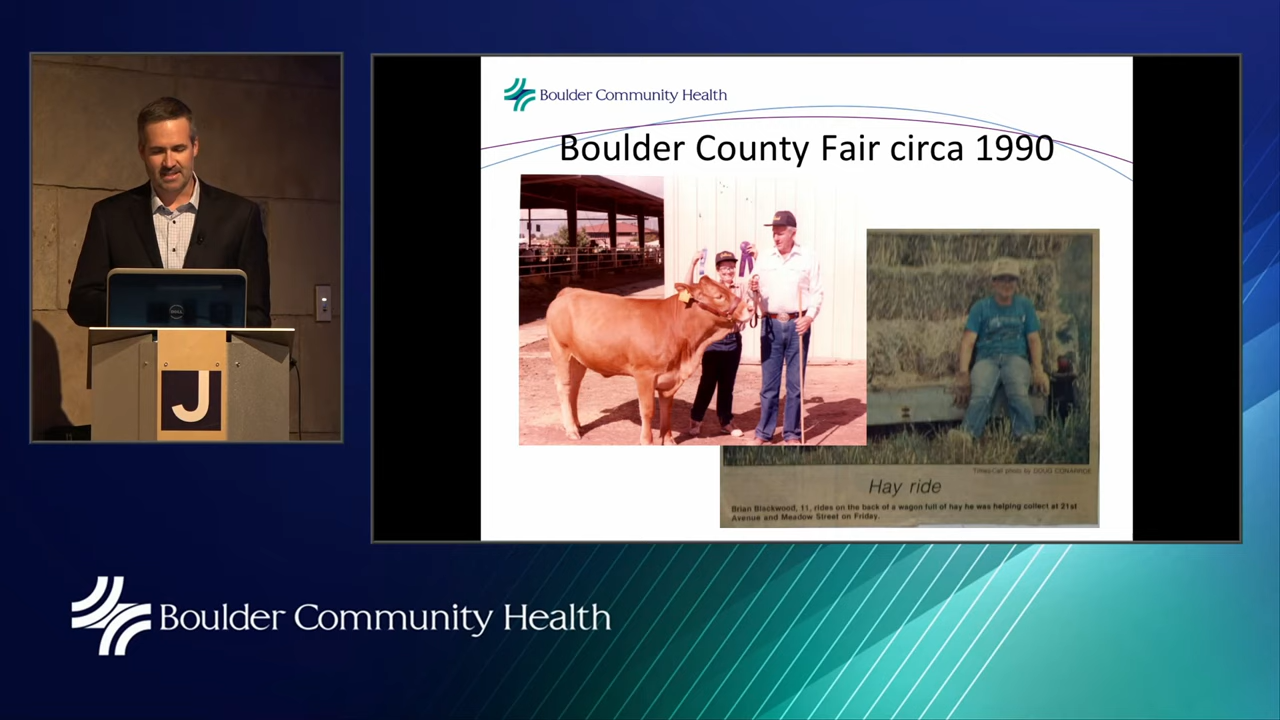 Boulder Community Health
Boulder County Fair circa 1990
Times-Call photo by DOUG CONARROE
Hay ride
Brian Blackwood, 11, rides on the back of a wagon full of hay he was helping collect at 21st
Avenue and Meadow Street on Friday.
DELL
J
Boulder Community Health